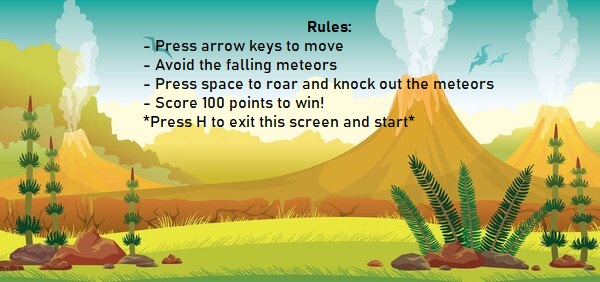 Rules:
- Press arrow keys to move
- Avoid the falling meteors
- Press space to roar and knock out the meteors
- Score 100 points to win!
*Press H to exit this screen and start*